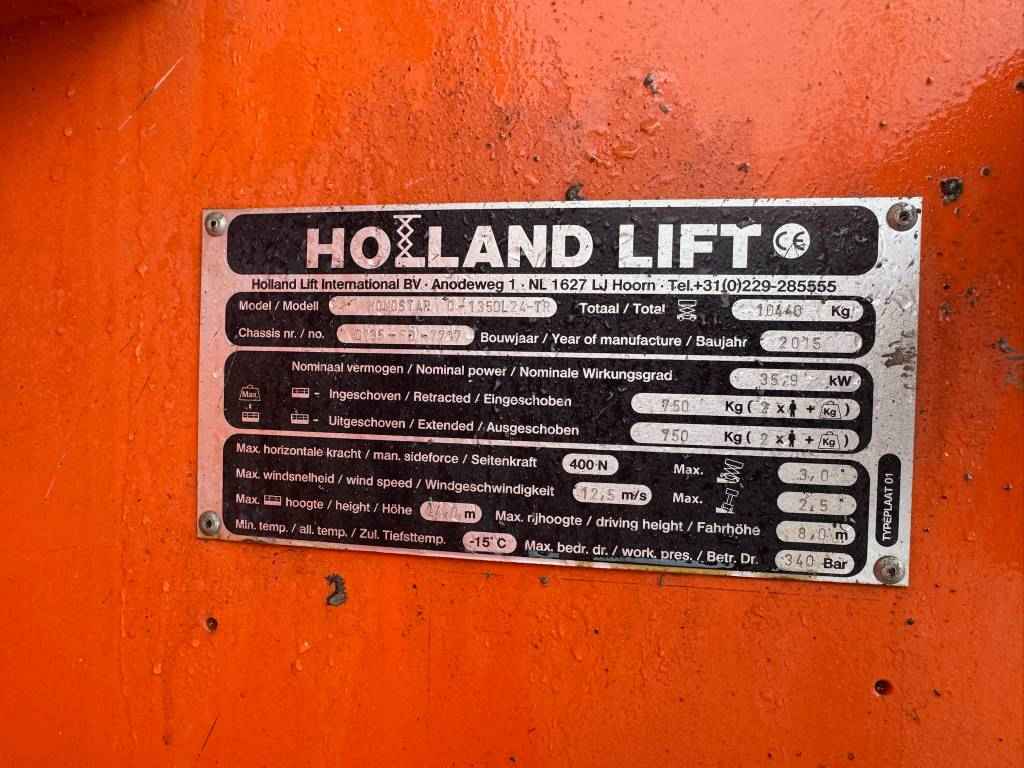 HOLLAND LIFT CE
Holland Lift International BV · Anodeweg 1 · NL 1627 LJ Hoorn · Tel.+31(0)229-285555
Model / Modell Totaal / Total 10440 Kg
Chassis nr. / no. Bouwjaar / Year of manufacture / Baujahr 2015
Nominaal vermogen / Nominal power / Nominale Wirkungsgrad 35,9 kW
Max. - Ingeschoven / Retracted / Eingeschoben 750 Kg ( 2 x + Kg )
- Uitgeschoven / Extended / Ausgeschoben 750 Kg ( 2 x + Kg )
Max. horizontale kracht / man. sideforce / Seitenkraft 400 N Max. 3,0 °
Max. windsnelheid / wind speed / Windgeschwindigkeit 12,5 m/s Max. 2,5 °
Max. hoogte / height / Höhe m Max. rijhoogte / driving height / Fahrhöhe 8,0 m
Min. temp. / all. temp. / Zul. Tiefsttemp. -15°C Max. bedr. dr. / work. pres. / Betr. Dr. 340 Bar
TYPEPLAAT 01